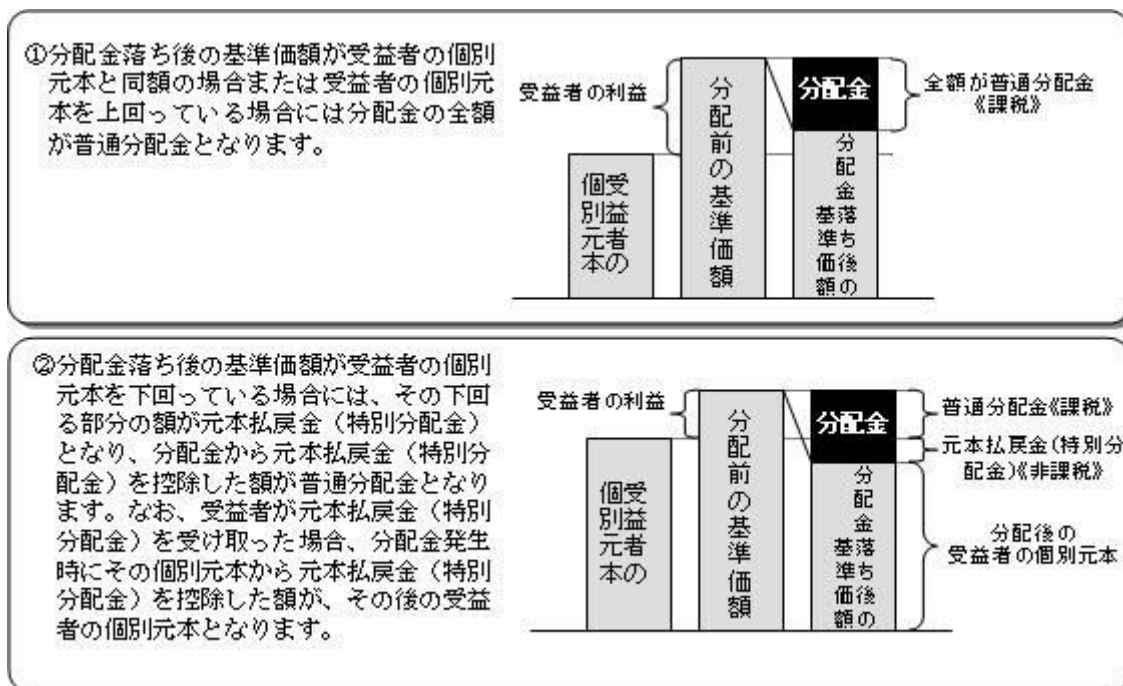 ①分配金落ち後の基準価額が受益者の個別
元本と同額の場合または受益者の個別元
本を上回っている場合には分配金の全額
が普通分配金となります。
受益者の利益
受益者の
個別元本
分配前の基準価額
分配金
分配金落ち後の
基準価額
全額が普通分配金
《課税》
②分配金落ち後の基準価額が受益者の個別
元本を下回っている場合には、その下回
る部分の額が元本払戻金（特別分配金）
となり、分配金から元本払戻金（特別分
配金）を控除した額が普通分配金となり
ます。なお、受益者が元本払戻金（特別
分配金）を受け取った場合、分配金発生
時にその個別元本から元本払戻金（特別
分配金）を控除した額が、その後の受益
者の個別元本となります。
受益者の利益
受益者の
個別元本
分配前の基準価額
分配金
分配金落ち後の
基準価額
普通分配金《課税》
元本払戻金(特別分
配金)《非課税》
分配後の
受益者の個別元本